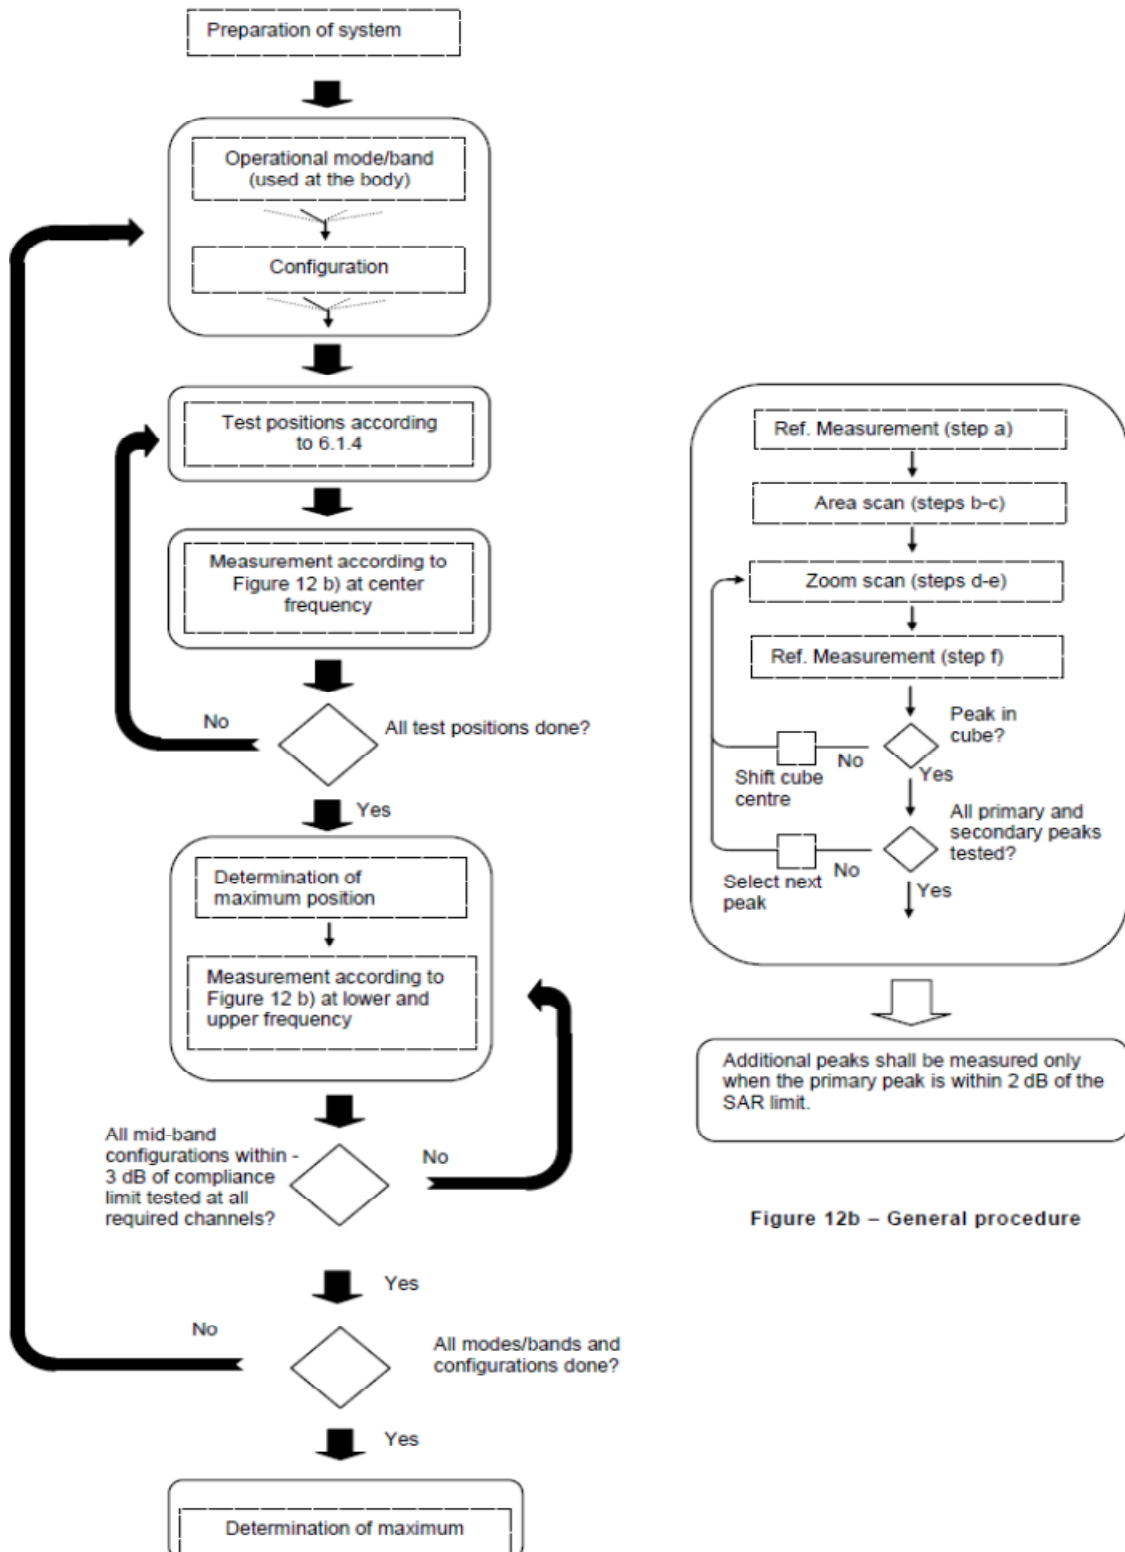 Preparation of system
Operational mode/band
(used at the body)
Configuration
Test positions according
to 6.1.4
Measurement according to
Figure 12 b) at center
frequency
No
All test positions done?
Yes
Determination of
maximum position
Measurement according to
Figure 12 b) at lower and
upper frequency
All mid-band
configurations within -
3 dB of compliance
limit tested at all
required channels?
No
Yes
No
All modes/bands and
configurations done?
Yes
Determination of maximum
Ref. Measurement (step a)
Area scan (steps b-c)
Zoom scan (steps d-e)
Ref. Measurement (step f)
Peak in
cube?
No
Shift cube
centre
Yes
All primary and
secondary peaks
tested?
No
Select next
peak
Yes
Additional peaks shall be measured only
when the primary peak is within 2 dB of the
SAR limit.
Figure 12b – General procedure